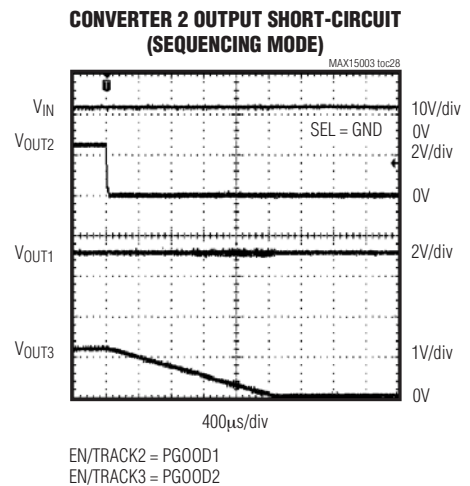 CONVERTER 2 OUTPUT SHORT-CIRCUIT
(SEQUENCING MODE)
MAX15003 toc28
VIN
10V/div
SEL = GND
0V
VOUT2
2V/div
0V
VOUT1
2V/div
VOUT3
1V/div
0V
400μs/div
EN/TRACK2 = PGOOD1
EN/TRACK3 = PGOOD2